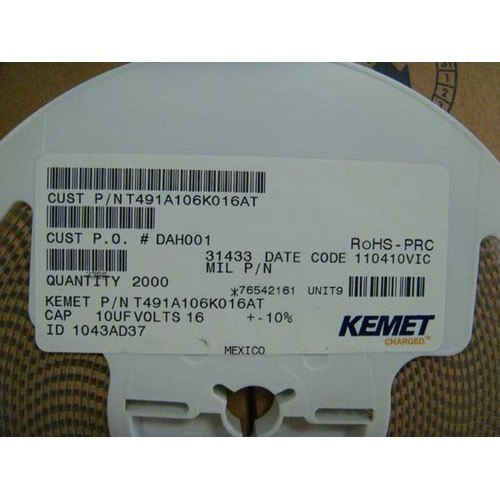 CUST P/N T491A106K016AT
CUST P.O. # DAH001
RoHS-PRC
31433 DATE CODE 110410VIC
MIL P/N
QUANTITY 2000
*76542161 UNIT9
KEMET P/N T491A106K016AT
CAP 10UF VOLTS 16 +-10%
ID 1043AD37
KEMET
CHARGED™
MEXICO